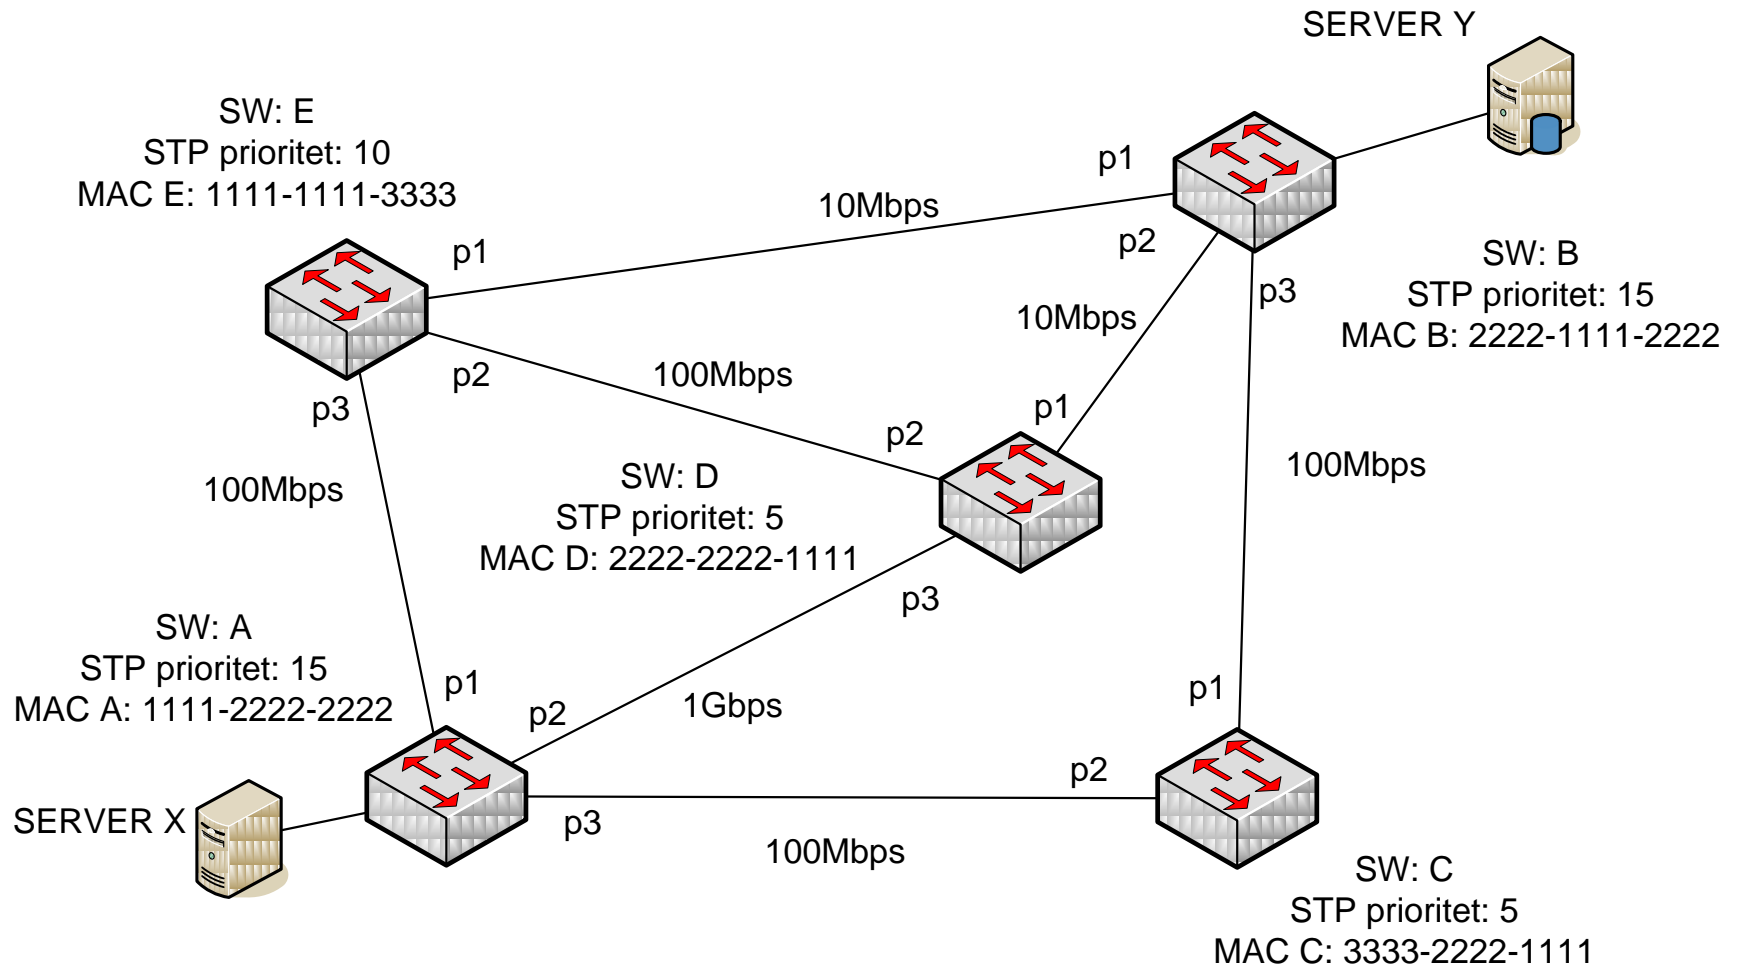 SERVER Y
SW: E
STP prioritet: 10
MAC E: 1111-1111-3333
p1
10Mbps
p1
p2
p3
SW: B
STP prioritet: 15
MAC B: 2222-1111-2222
10Mbps
p2
100Mbps
p3
p1
p2
100Mbps
100Mbps
SW: D
STP prioritet: 5
MAC D: 2222-2222-1111
p3
SW: A
STP prioritet: 15
MAC A: 1111-2222-2222
p1
p2
1Gbps
p1
p2
SERVER X
p3
100Mbps
SW: C
STP prioritet: 5
MAC C: 3333-2222-1111